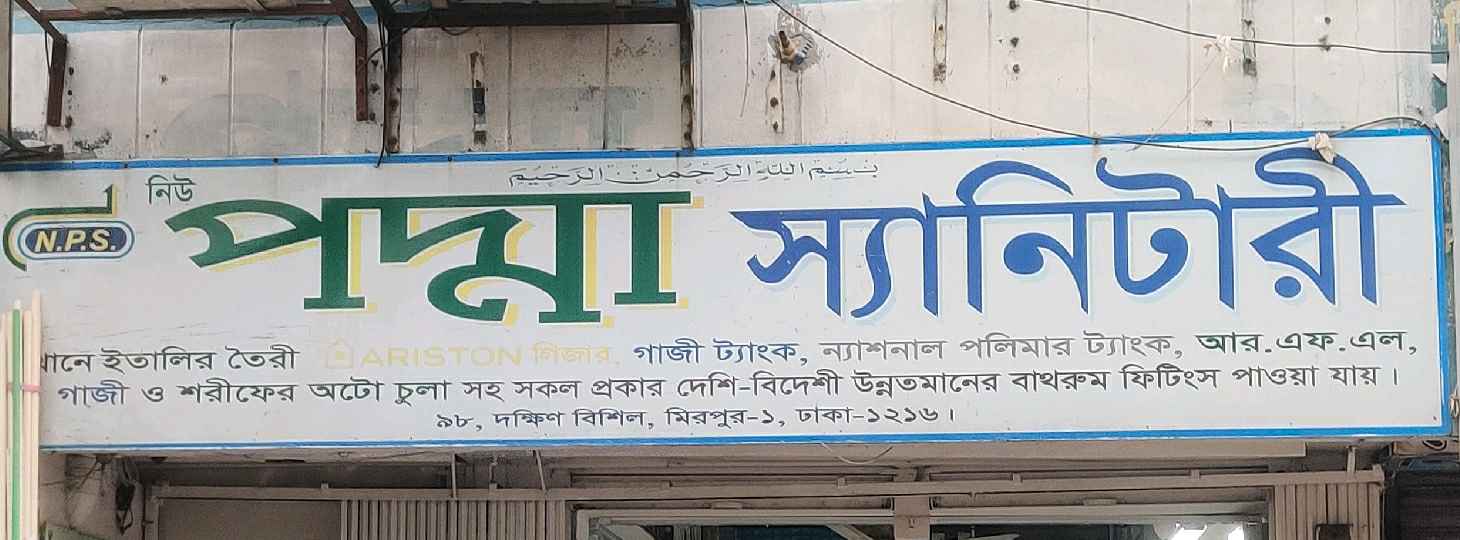 بسم الله الرحمن الرحيم
নিউ
N.P.S.
পদ্মা স্যানিটারী
খানে ইতালির তৈরী ARISTON গিজার, গাজী ট্যাংক, ন্যাশনাল পলিমার ট্যাংক, আর.এফ.এল,
গাজী ও শরীফের অটো চুলা সহ সকল প্রকার দেশি-বিদেশী উন্নতমানের বাথরুম ফিটিংস পাওয়া যায়।
৯৮, দক্ষিণ বিশিল, মিরপুর-১, ঢাকা-১২১৬।